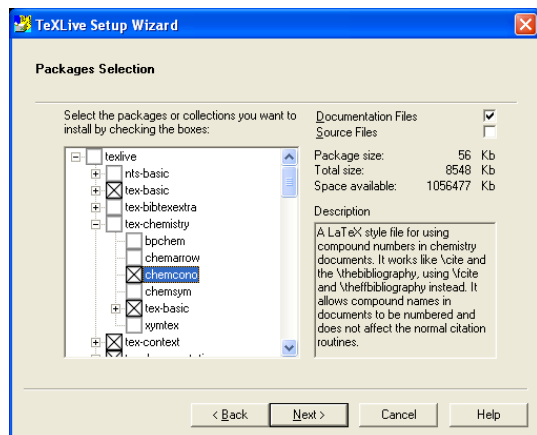 TeXLive Setup Wizard
Packages Selection
Select the packages or collections you want to
install by checking the boxes:
texlive
nts-basic
tex-basic
tex-bibtexextra
tex-chemistry
bpchem
chemarrow
chemcono
chemsym
tex-basic
xymtex
tex-context
Documentation Files
Source Files
Package size: 56 Kb
Total size: 8548 Kb
Space available: 1056477 Kb
Description
A LaTeX style file for using
compound numbers in chemistry
documents. It works like \cite and
the \thebibliography, using \fcite
and \theffbibliography instead. It
allows compound names in
documents to be numbered and
does not affect the normal citation
routines.
< Back
Next >
Cancel
Help